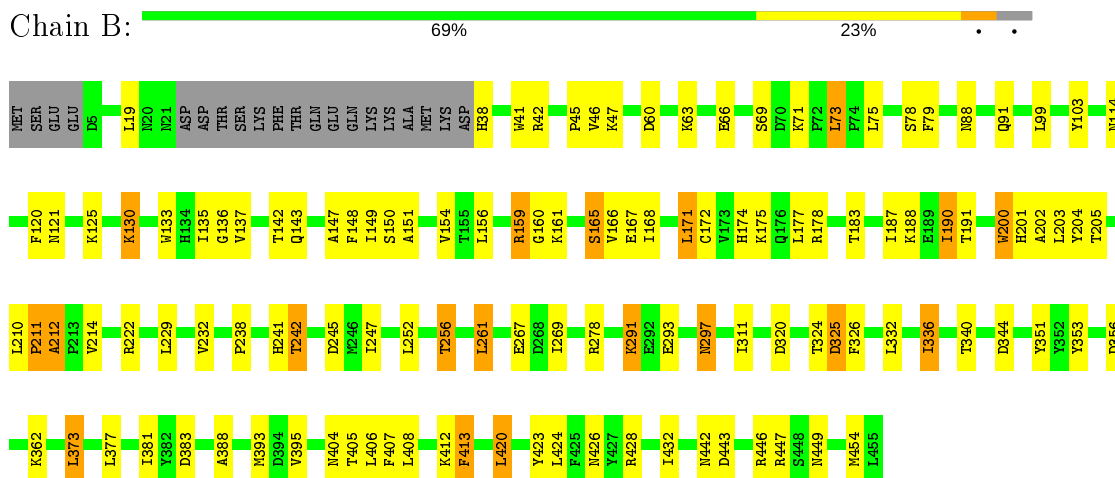 Chain B:
69% 23% • •
MET SER GLU GLU D5 L19 N20 N21 ASP ASP THR SER LYS PHE THR GLN GLU GLN LYS LYS ALA MET LYS ASP H38 W41 R42 P45 V46 K47 D60 K63 E66 S69 D70 K71 P72 L73 P74 L75 S78 F79 N88 Q91 L99 Y103 N114
F120 N121 K125 K130 W133 H134 I135 G136 V137 T142 Q143 A147 F148 I149 S150 A151 V154 T155 L156 R159 G160 K161 S165 V166 E167 I168 L171 C172 V173 H174 K175 Q176 L177 R178 T183 I187 K188 E189 I190 T191 W200 H201 A202 L203 Y204 T205
L210 P211 A212 P213 V214 R222 L229 V232 P238 H241 T242 D245 M246 I247 L252 T256 L261 E267 D268 I269 R278 K291 E292 E293 N297 I311 D320 T324 D325 F326 L332 I336 T340 D344 Y351 Y352 Y353 D356
K362 L373 L377 I381 Y382 D383 A388 M393 D394 V395 N404 T405 L406 F407 L408 K412 F413 L420 Y423 L424 F425 N426 Y427 R428 I432 N442 D443 R446 R447 S448 N449 M454 L455